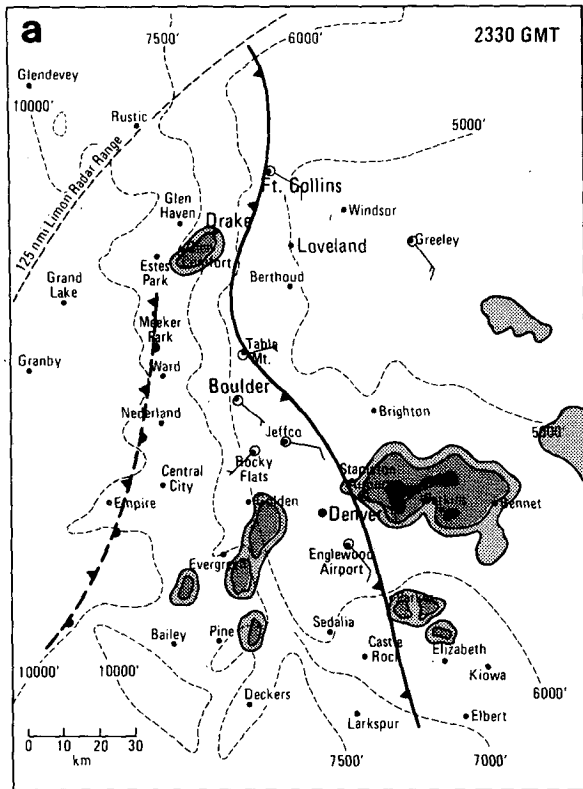 a
7500'
6000'
2330 GMT
Glendevey
10000'
Rustic
5000'
125 nmi Limon Radar Range
Ft. Collins
Glen
Haven
Drake
Windsor
Loveland
Greeley
Estes
Park
Berthoud
Grand
Lake
Meeker
Park
Table
Mt.
Granby
Ward
Boulder
Brighton
Nederland
Jeffco
5000'
Rocky
Flats
Central
City
Stapleton
Empire
Bennet
Denver
Englewood
Airport
Evergreen
Sedalia
Bailey
Pine
Castle
Rock
Elizabeth
Kiowa
10000'
10000'
Deckers
6000'
Larkspur
Elbert
0 10 20 30
km
7500'
7000'